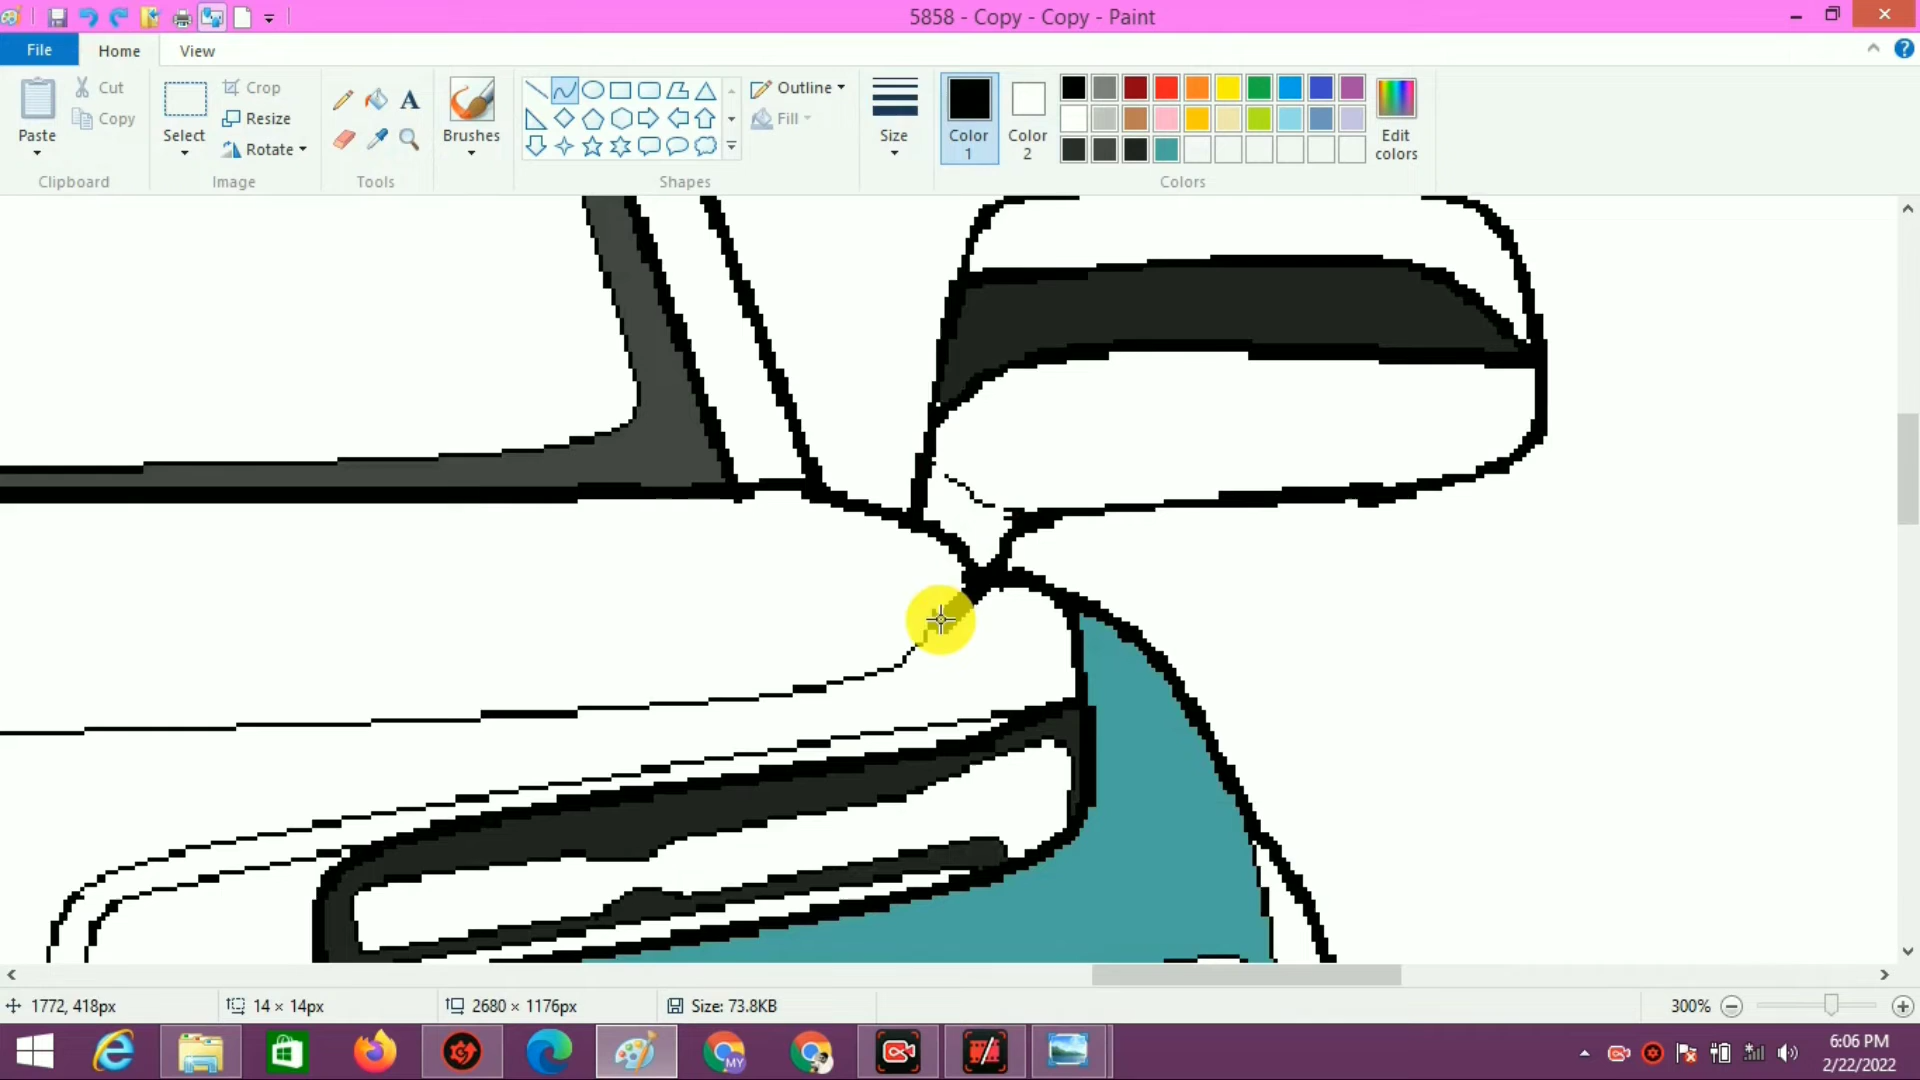 5858 - Copy - Copy - Paint
File Home View
Paste
Cut
Copy
Clipboard
Select
Crop
Resize
Rotate
Image
A
Tools
Brushes
Outline
Fill
Shapes
Size
Color 1
Color 2
Edit colors
Colors
1772, 418px
14 × 14px
2680 × 1176px
Size: 73.8KB
300%
MY
6:06 PM
2/22/2022